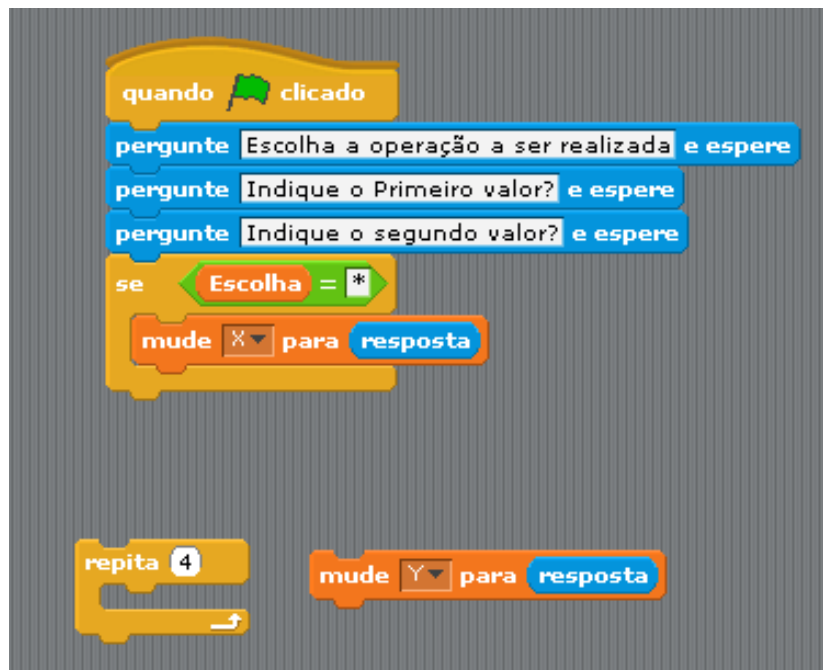 quando clicado
pergunte Escolha a operação a ser realizada e espere
pergunte Indique o Primeiro valor? e espere
pergunte Indique o segundo valor? e espere
se Escolha = *
mude X para resposta
repita 4
mude Y para resposta